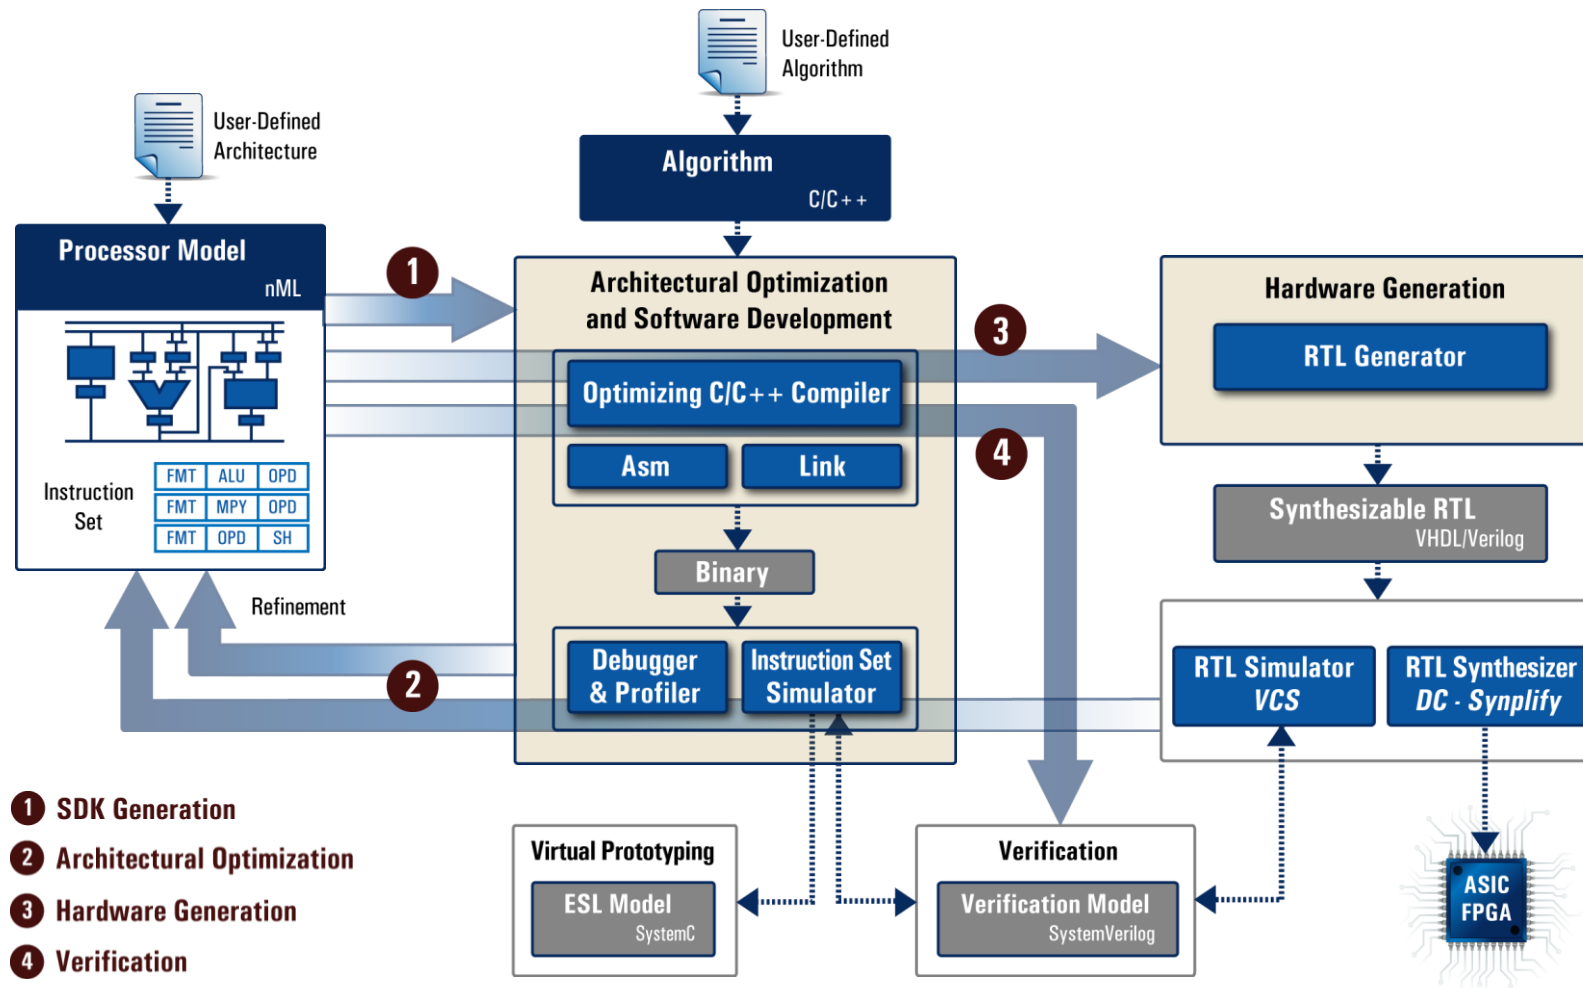 User-Defined
Algorithm
User-Defined
Architecture
Algorithm
C/C++
Processor Model
nML
1
Architectural Optimization
and Software Development
3
Hardware Generation
RTL Generator
Optimizing C/C++ Compiler
4
Asm
Link
Instruction
Set
FMT ALU OPD
FMT MPY OPD
FMT OPD SH
Synthesizable RTL
VHDL/Verilog
Binary
Refinement
2
Debugger
& Profiler
Instruction Set
Simulator
RTL Simulator
VCS
RTL Synthesizer
DC - Synplify
1 SDK Generation
2 Architectural Optimization
3 Hardware Generation
4 Verification
Virtual Prototyping
ESL Model
SystemC
Verification
Verification Model
SystemVerilog
ASIC
FPGA